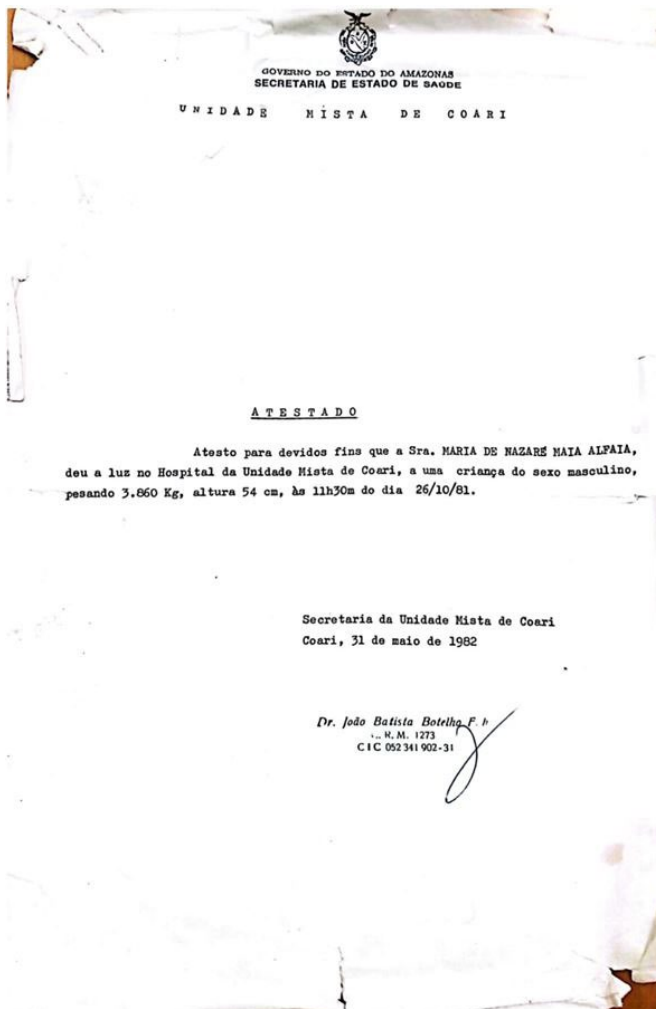 GOVERNO DO ESTADO DO AMAZONAS
SECRETARIA DE ESTADO DE SAÚDE
UNIDADE MISTA DE COARI
ATESTADO
Atesto para devidos fins que a Sra. MARIA DE NAZARÉ MAIA ALFAIA,
deu a luz no Hospital da Unidade Mista de Coari, a uma criança do sexo masculino,
pesando 3.860 Kg, altura 54 cm, às 11h30m do dia 26/10/81.
Secretaria da Unidade Mista de Coari
Coari, 31 de maio de 1982
Dr. João Batista Botelho F.
R. M. 1273
CIC 052 341 902-31